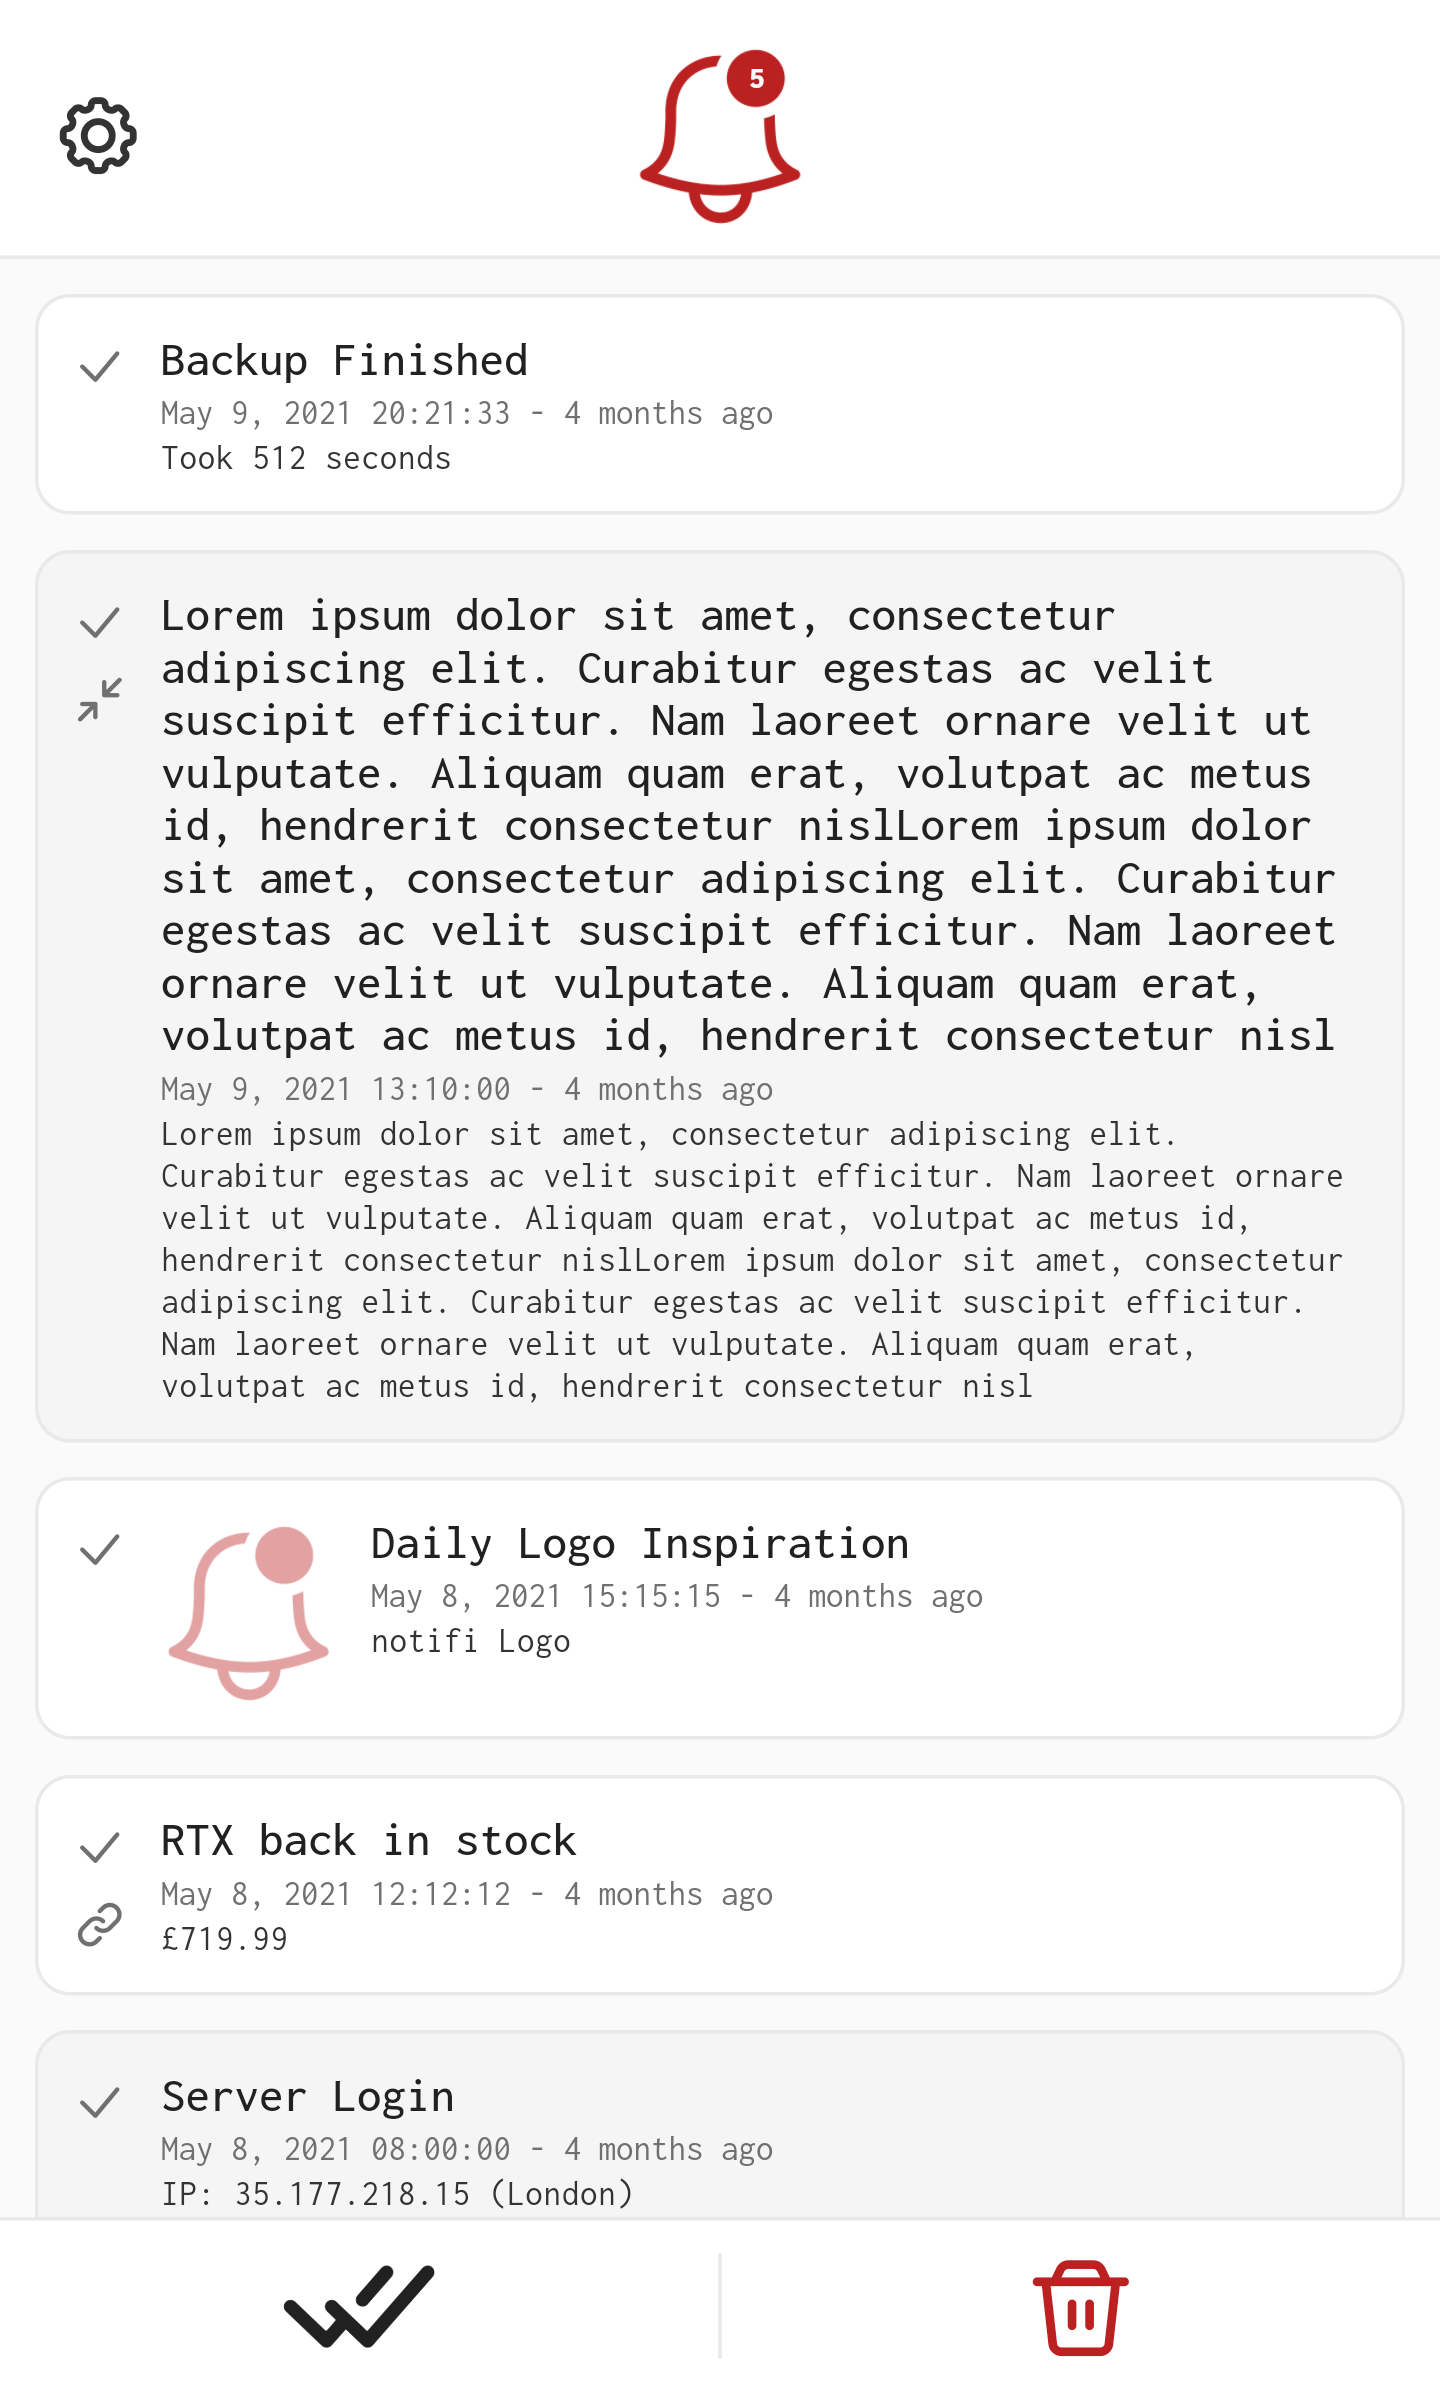 5
Backup Finished
May 9, 2021 20:21:33 - 4 months ago
Took 512 seconds
Lorem ipsum dolor sit amet, consectetur
adipiscing elit. Curabitur egestas ac velit
suscipit efficitur. Nam laoreet ornare velit ut
vulputate. Aliquam quam erat, volutpat ac metus
id, hendrerit consectetur nislLorem ipsum dolor
sit amet, consectetur adipiscing elit. Curabitur
egestas ac velit suscipit efficitur. Nam laoreet
ornare velit ut vulputate. Aliquam quam erat,
volutpat ac metus id, hendrerit consectetur nisl
May 9, 2021 13:10:00 - 4 months ago
Lorem ipsum dolor sit amet, consectetur adipiscing elit.
Curabitur egestas ac velit suscipit efficitur. Nam laoreet ornare
velit ut vulputate. Aliquam quam erat, volutpat ac metus id,
hendrerit consectetur nislLorem ipsum dolor sit amet, consectetur
adipiscing elit. Curabitur egestas ac velit suscipit efficitur.
Nam laoreet ornare velit ut vulputate. Aliquam quam erat,
volutpat ac metus id, hendrerit consectetur nisl
Daily Logo Inspiration
May 8, 2021 15:15:15 - 4 months ago
notifi Logo
RTX back in stock
May 8, 2021 12:12:12 - 4 months ago
£719.99
Server Login
May 8, 2021 08:00:00 - 4 months ago
IP: 35.177.218.15 (London)